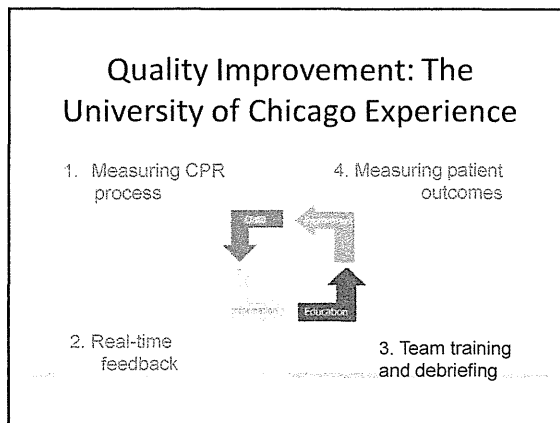 Quality Improvement: The
University of Chicago Experience
1. Measuring CPR
process
4. Measuring patient
outcomes
Education
2. Real-time
feedback
3. Team training
and debriefing